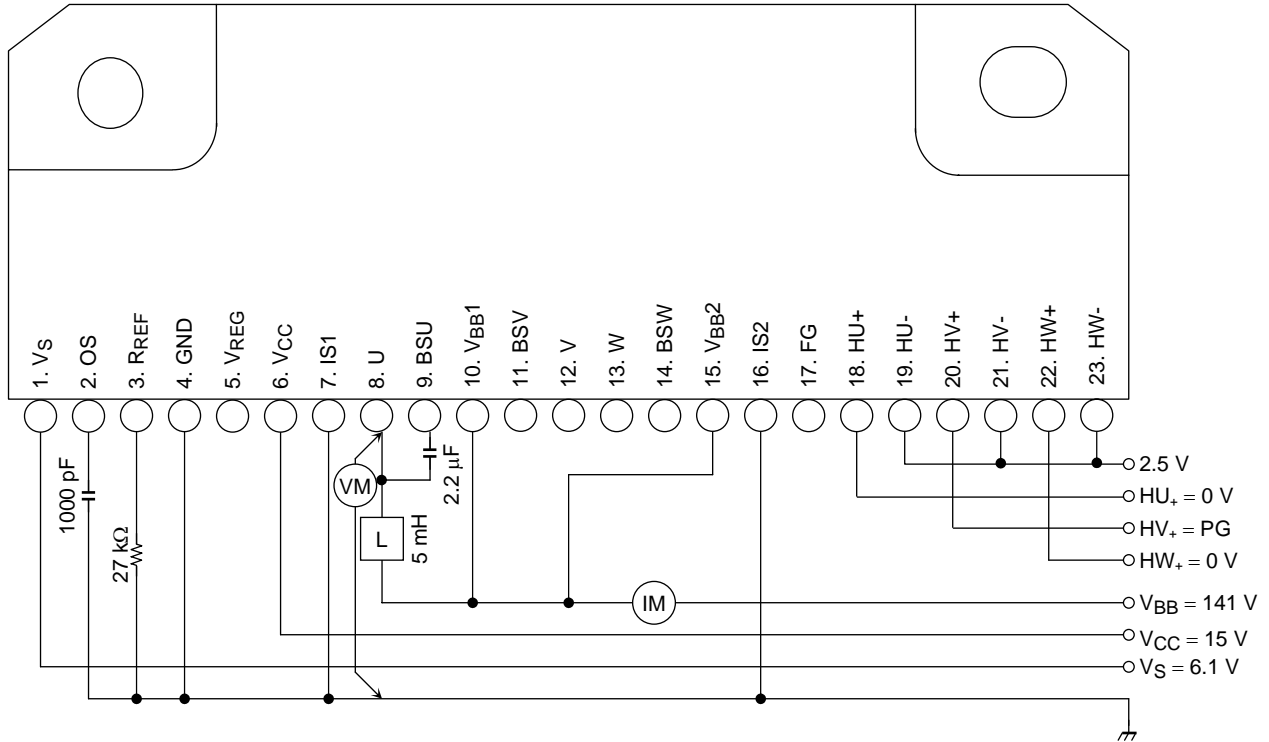 1. VS
2. OS
3. RREF
4. GND
5. VREG
6. VCC
7. IS1
8. U
9. BSU
10. VBB1
11. BSV
12. V
13. W
14. BSW
15. VBB2
16. IS2
17. FG
18. HU+
19. HU-
20. HV+
21. HV-
22. HW+
23. HW-
1000 pF
27 kΩ
VM
2.2 μF
L
5 mH
IM
2.5 V
HU+ = 0 V
HV+ = PG
HW+ = 0 V
VBB = 141 V
VCC = 15 V
VS = 6.1 V